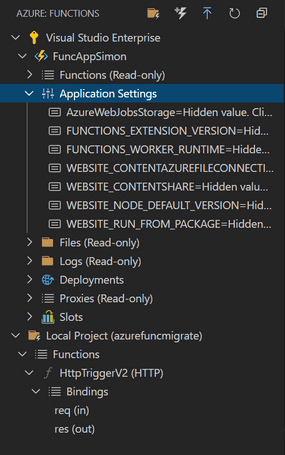 AZURE: FUNCTIONS
Visual Studio Enterprise
FuncAppSimon
Functions (Read-only)
Application Settings
AzureWebJobsStorage=Hidden value. Cli...
FUNCTIONS_EXTENSION_VERSION=Hid...
FUNCTIONS_WORKER_RUNTIME=Hidde...
WEBSITE_CONTENTAZUREFILECONNECTI...
WEBSITE_CONTENTSHARE=Hidden valu...
WEBSITE_NODE_DEFAULT_VERSION=Hid...
WEBSITE_RUN_FROM_PACKAGE=Hidden...
Files (Read-only)
Logs (Read-only)
Deployments
Proxies (Read-only)
Slots
Local Project (azurefuncmigrate)
Functions
HttpTriggerV2 (HTTP)
Bindings
req (in)
res (out)